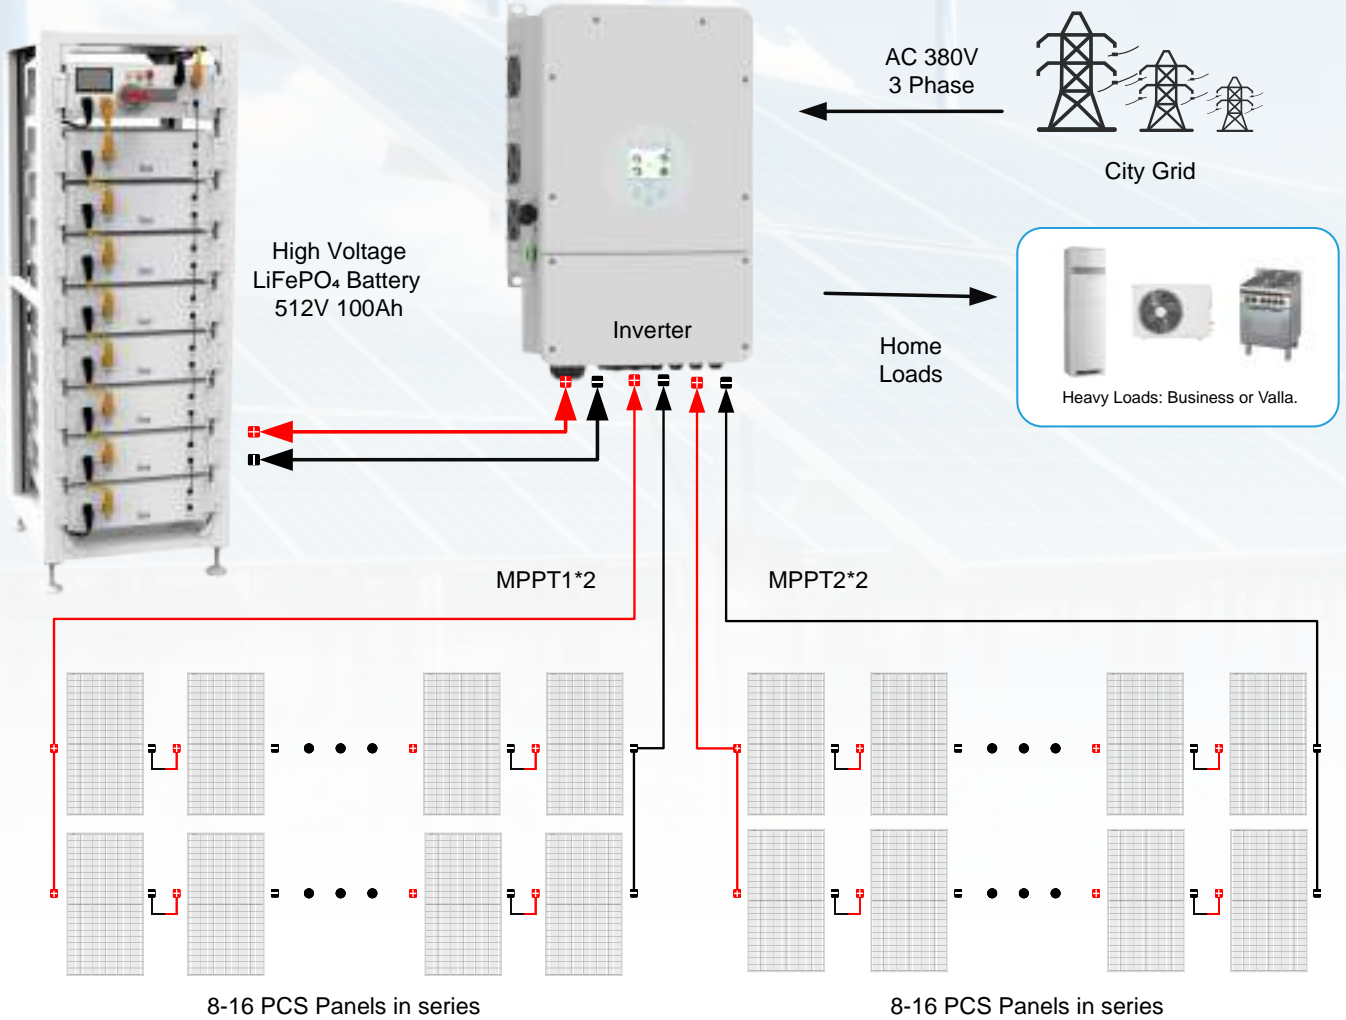 AC 380V
3 Phase
City Grid
High Voltage
LiFePO₄ Battery
512V 100Ah
Inverter
Home
Loads
Heavy Loads: Business or Valla.
MPPT1*2
MPPT2*2
8-16 PCS Panels in series
8-16 PCS Panels in series